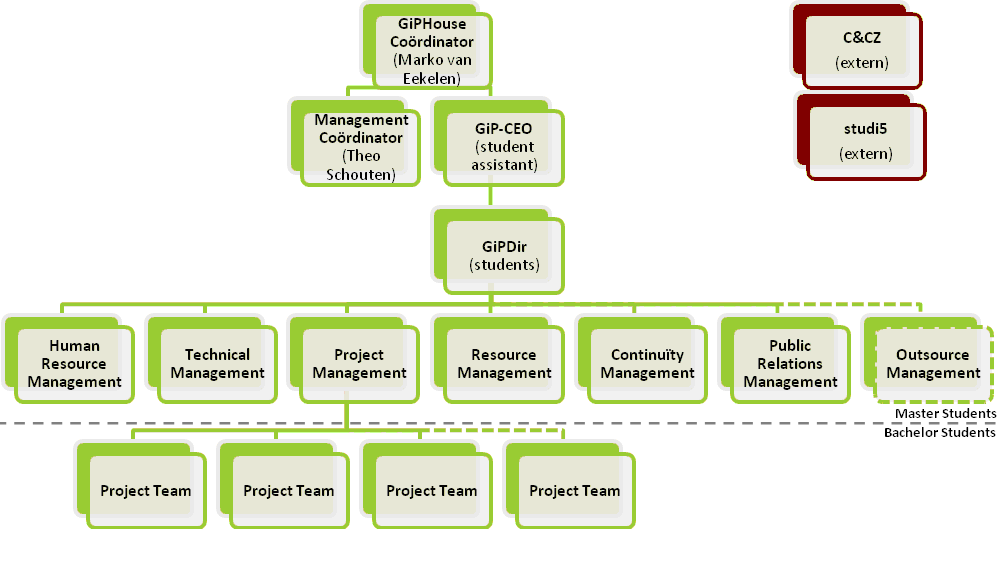 GiPHouse
Coördinator
(Marko van
Eekelen)
C&CZ
(extern)
Management
Coördinator
(Theo
Schouten)
GiP-CEO
(student
assistant)
studi5
(extern)
GiPDir
(students)
Human
Resource
Management
Technical
Management
Project
Management
Resource
Management
Continuïty
Management
Public
Relations
Management
Outsource
Management
Master Students
Bachelor Students
Project Team
Project Team
Project Team
Project Team